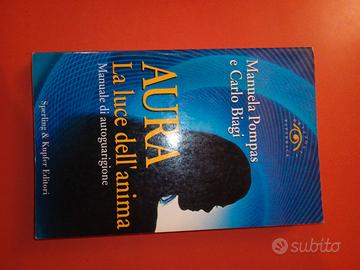 Manuela Pompas
e Carlo Biagi
AURA
La luce dell'anima
Manuale di autoguarigione
Sperling & Kupfer Editori
subito